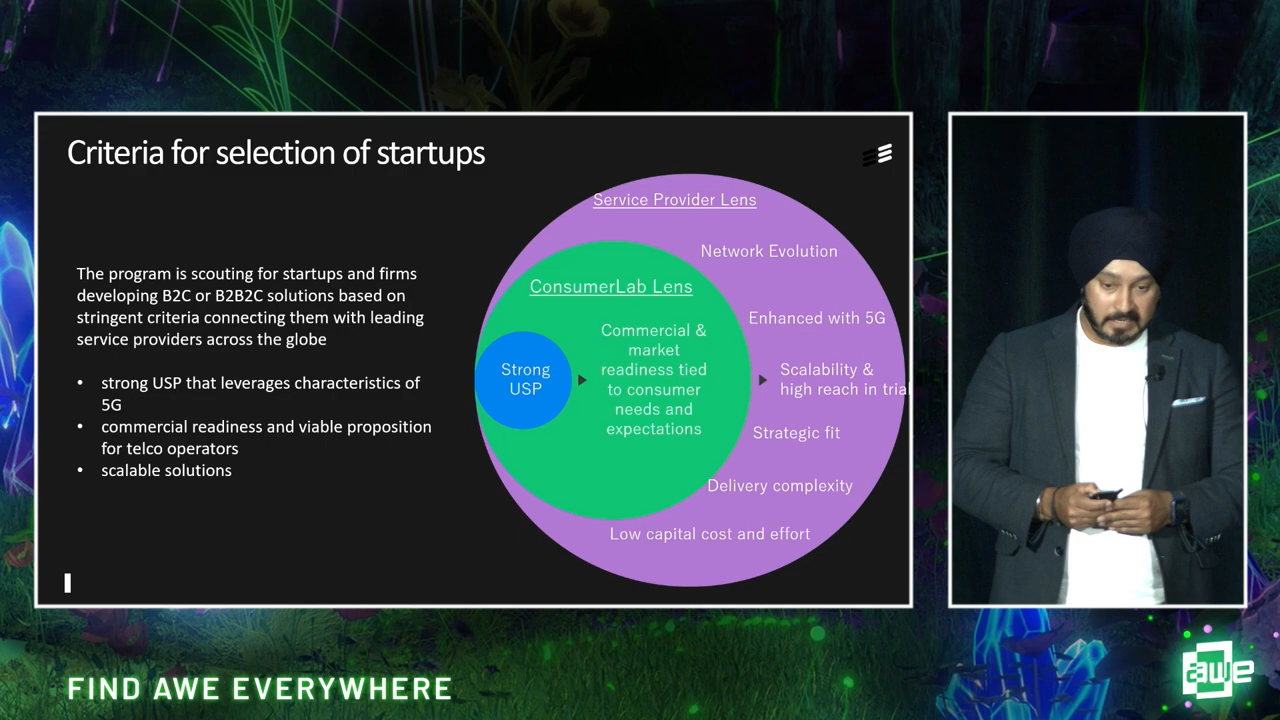 Criteria for selection of startups
The program is scouting for startups and firms
developing B2C or B2B2C solutions based on
stringent criteria connecting them with leading
service providers across the globe
• strong USP that leverages characteristics of
5G
• commercial readiness and viable proposition
for telco operators
• scalable solutions
Service Provider Lens
Network Evolution
ConsumerLab Lens
Enhanced with 5G
Commercial &
market
readiness tied
to consumer
needs and
expectations
Strong
USP
Scalability &
high reach in trial
Strategic fit
Delivery complexity
Low capital cost and effort
FIND AWE EVERYWHERE
awe